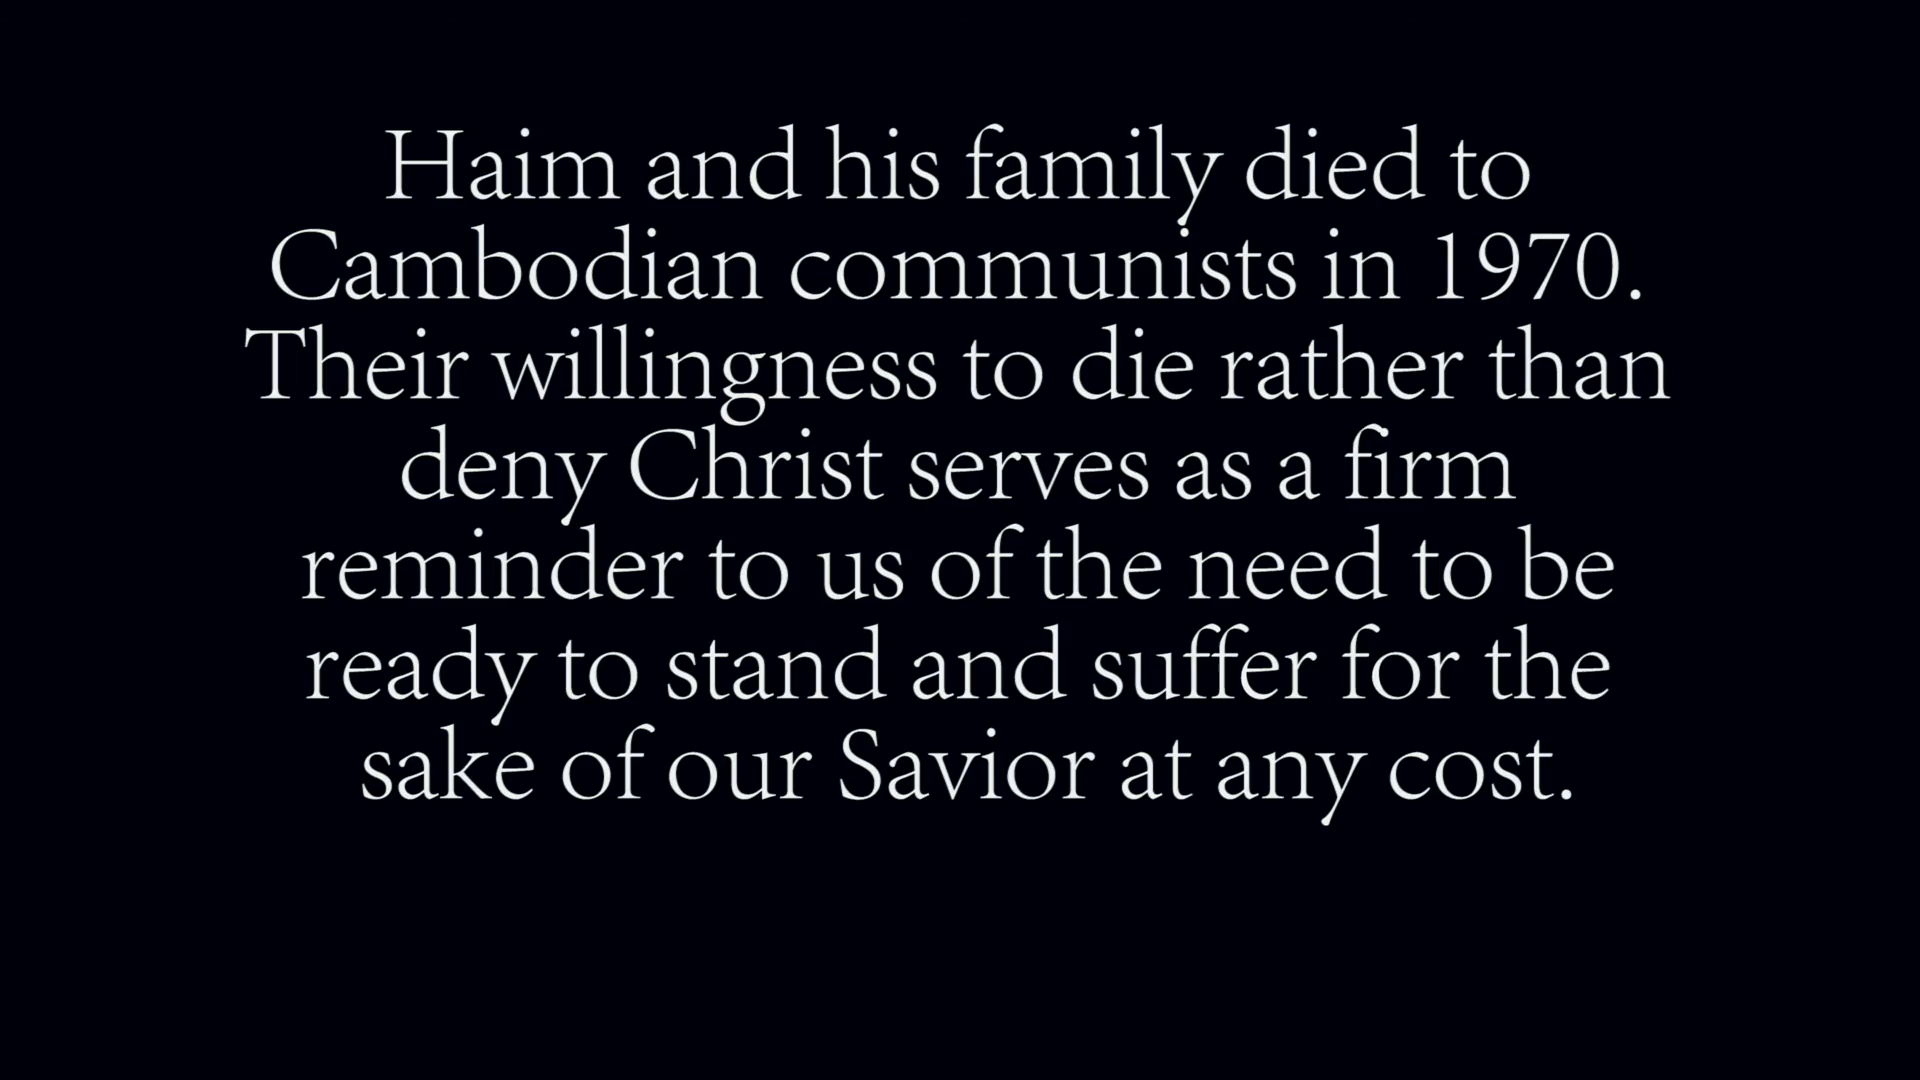 Haim and his family died to
Cambodian communists in 1970.
Their willingness to die rather than
deny Christ serves as a firm
reminder to us of the need to be
ready to stand and suffer for the
sake of our Savior at any cost.